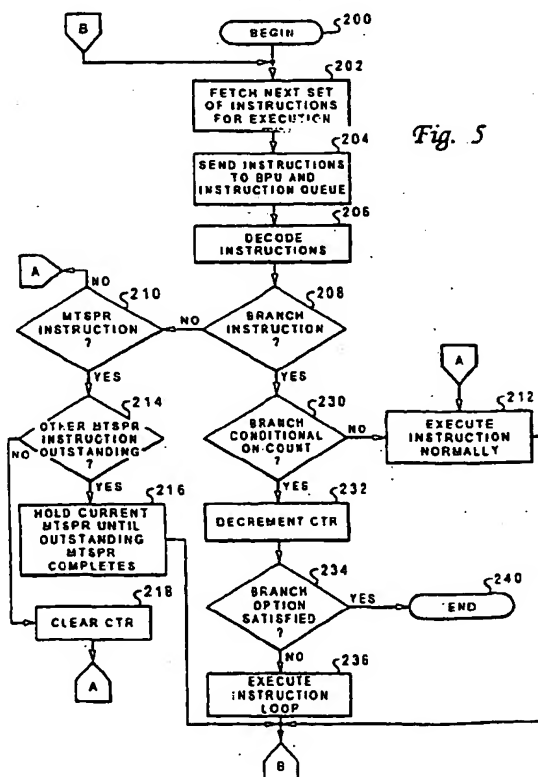 B
BEGIN
200
202
FETCH NEXT SET
OF INSTRUCTIONS
FOR EXECUTION
Fig. 5
204
SEND INSTRUCTIONS
TO BPU AND
INSTRUCTION QUEUE
206
DECODE
INSTRUCTIONS
A
NO
210
MTSPR
INSTRUCTION
?
NO
208
BRANCH
INSTRUCTION
?
YES
YES
214
OTHER MTSPR
INSTRUCTION
OUTSTANDING
?
NO
YES
230
BRANCH
CONDITIONAL
ON-COUNT
?
NO
YES
A
212
EXECUTE
INSTRUCTION
NORMALLY
216
HOLD CURRENT
MTSPR UNTIL
OUTSTANDING
MTSPR
COMPLETES
232
DECREMENT CTR
218
CLEAR CTR
A
234
BRANCH
OPTION
SATISFIED
?
YES
240
END
NO
236
EXECUTE
INSTRUCTION
LOOP
B